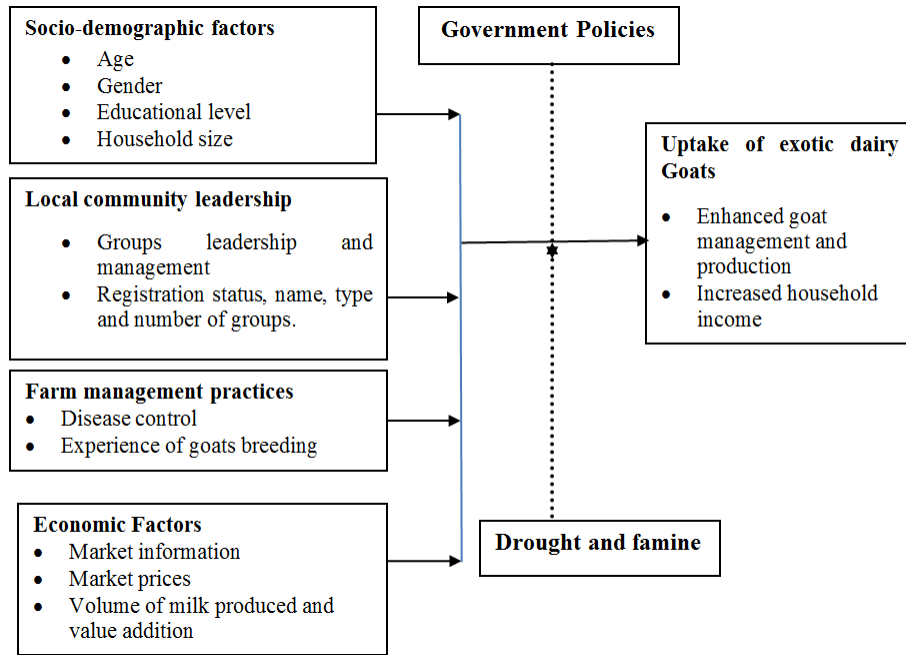 Socio-demographic factors
• Age
• Gender
• Educational level
• Household size
Government Policies
Local community leadership
• Groups leadership and
management
• Registration status, name, type
and number of groups.
Farm management practices
• Disease control
• Experience of goats breeding
Economic Factors
• Market information
• Market prices
• Volume of milk produced and
value addition
Drought and famine
Uptake of exotic dairy
Goats
• Enhanced goat
management and
production
• Increased household
income